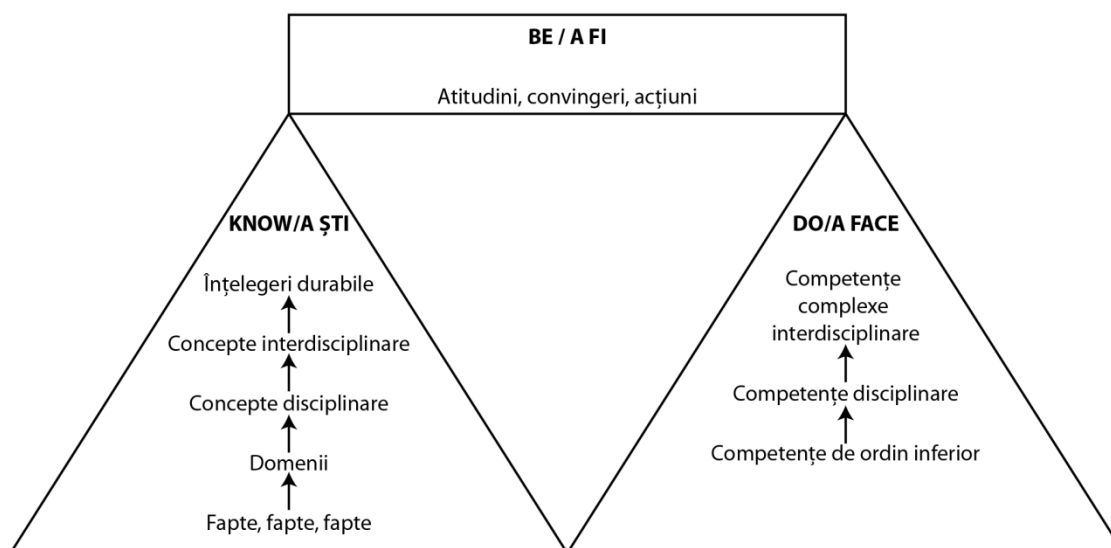 BE / A FI
Atitudini, convingeri, acțiuni
KNOW/A ȘTI
Înțelegeri durabile
Concepte interdisciplinare
Concepte disciplinare
Domenii
Fapte, fapte, fapte
DO/A FACE
Competențe
complexe
interdisciplinare
Competențe disciplinare
Competențe de ordin inferior